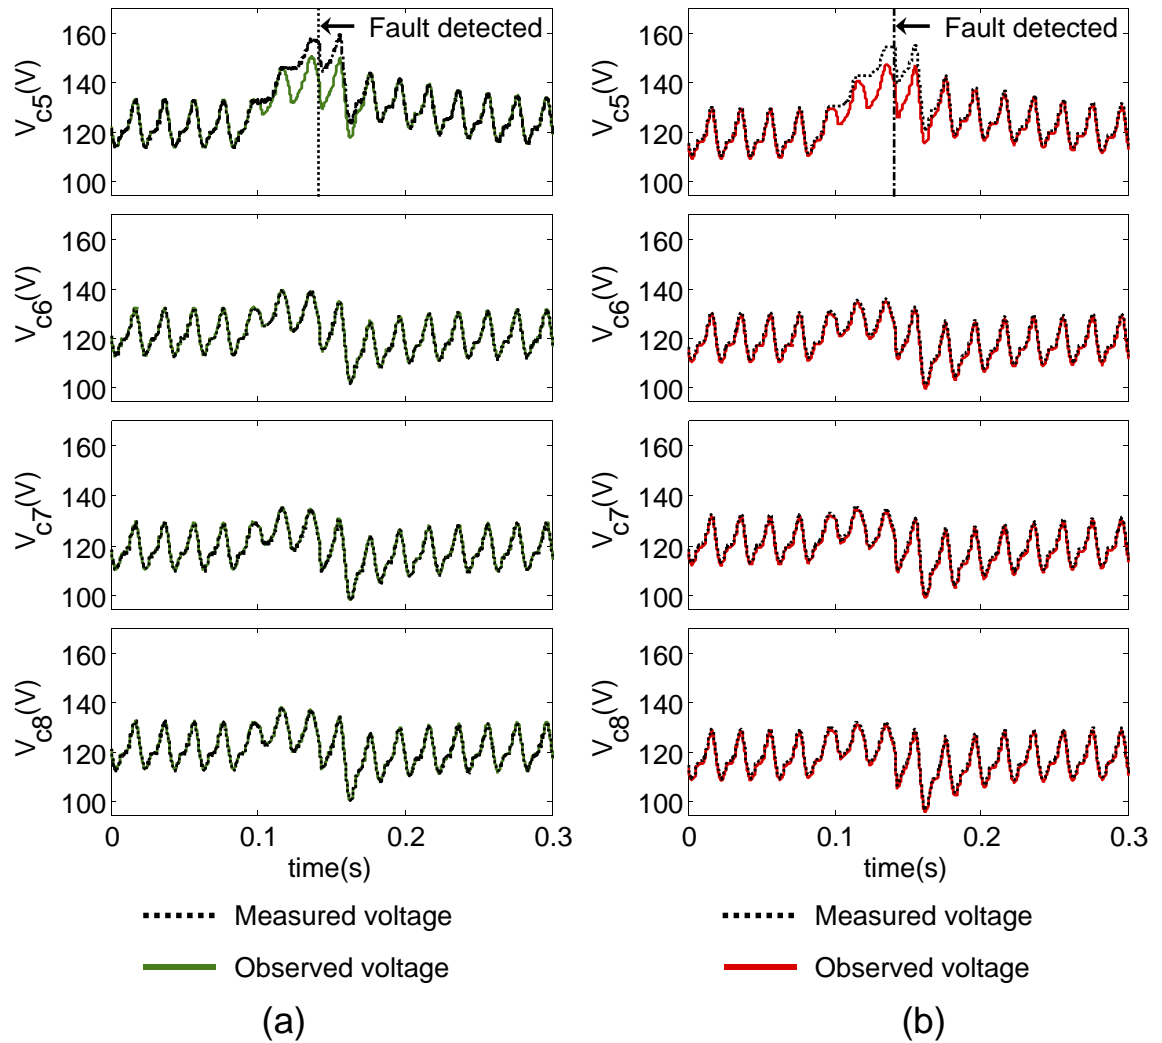 Fault detected
Fault detected
160
140
120
100
Vc5(V)
160
140
120
100
Vc5(V)
160
140
120
100
Vc6(V)
160
140
120
100
Vc6(V)
160
140
120
100
Vc7(V)
160
140
120
100
Vc7(V)
160
140
120
100
Vc8(V)
160
140
120
100
Vc8(V)
0 0.1 0.2 0.3
0 0.1 0.2 0.3
time(s)
time(s)
Measured voltage
Measured voltage
Observed voltage
Observed voltage
(a)
(b)